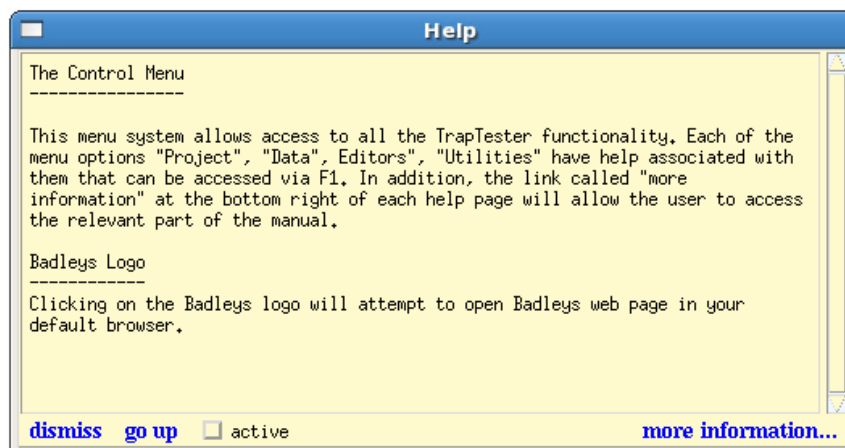 Help
The Control Menu
----------------
This menu system allows access to all the TrapTester functionality. Each of the
menu options "Project", "Data", Editors", "Utilities" have help associated with
them that can be accessed via F1. In addition, the link called "more
information" at the bottom right of each help page will allow the user to access
the relevant part of the manual.
Badleys Logo
------------
Clicking on the Badleys logo will attempt to open Badleys web page in your
default browser.
dismiss go up active more information...